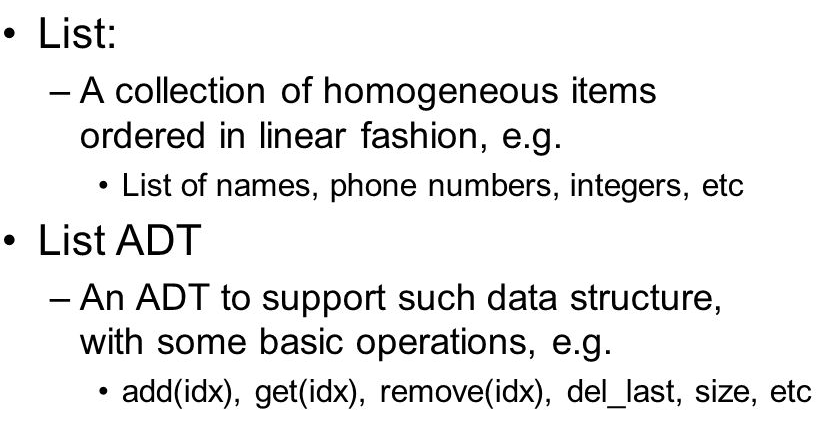 • List:
– A collection of homogeneous items
ordered in linear fashion, e.g.
• List of names, phone numbers, integers, etc
• List ADT
– An ADT to support such data structure,
with some basic operations, e.g.
• add(idx), get(idx), remove(idx), del_last, size, etc